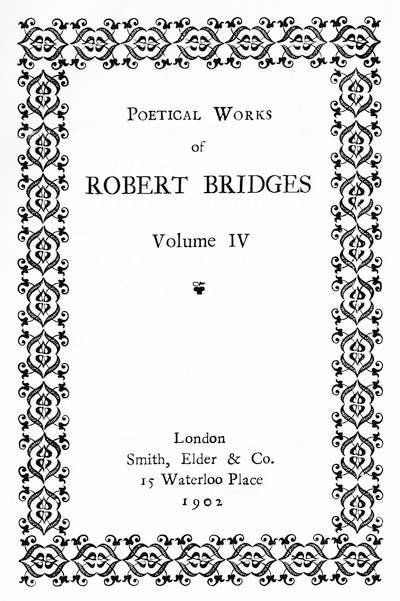 Poetical Works
of
ROBERT BRIDGES
Volume IV
London
Smith, Elder & Co.
15 Waterloo Place
1902